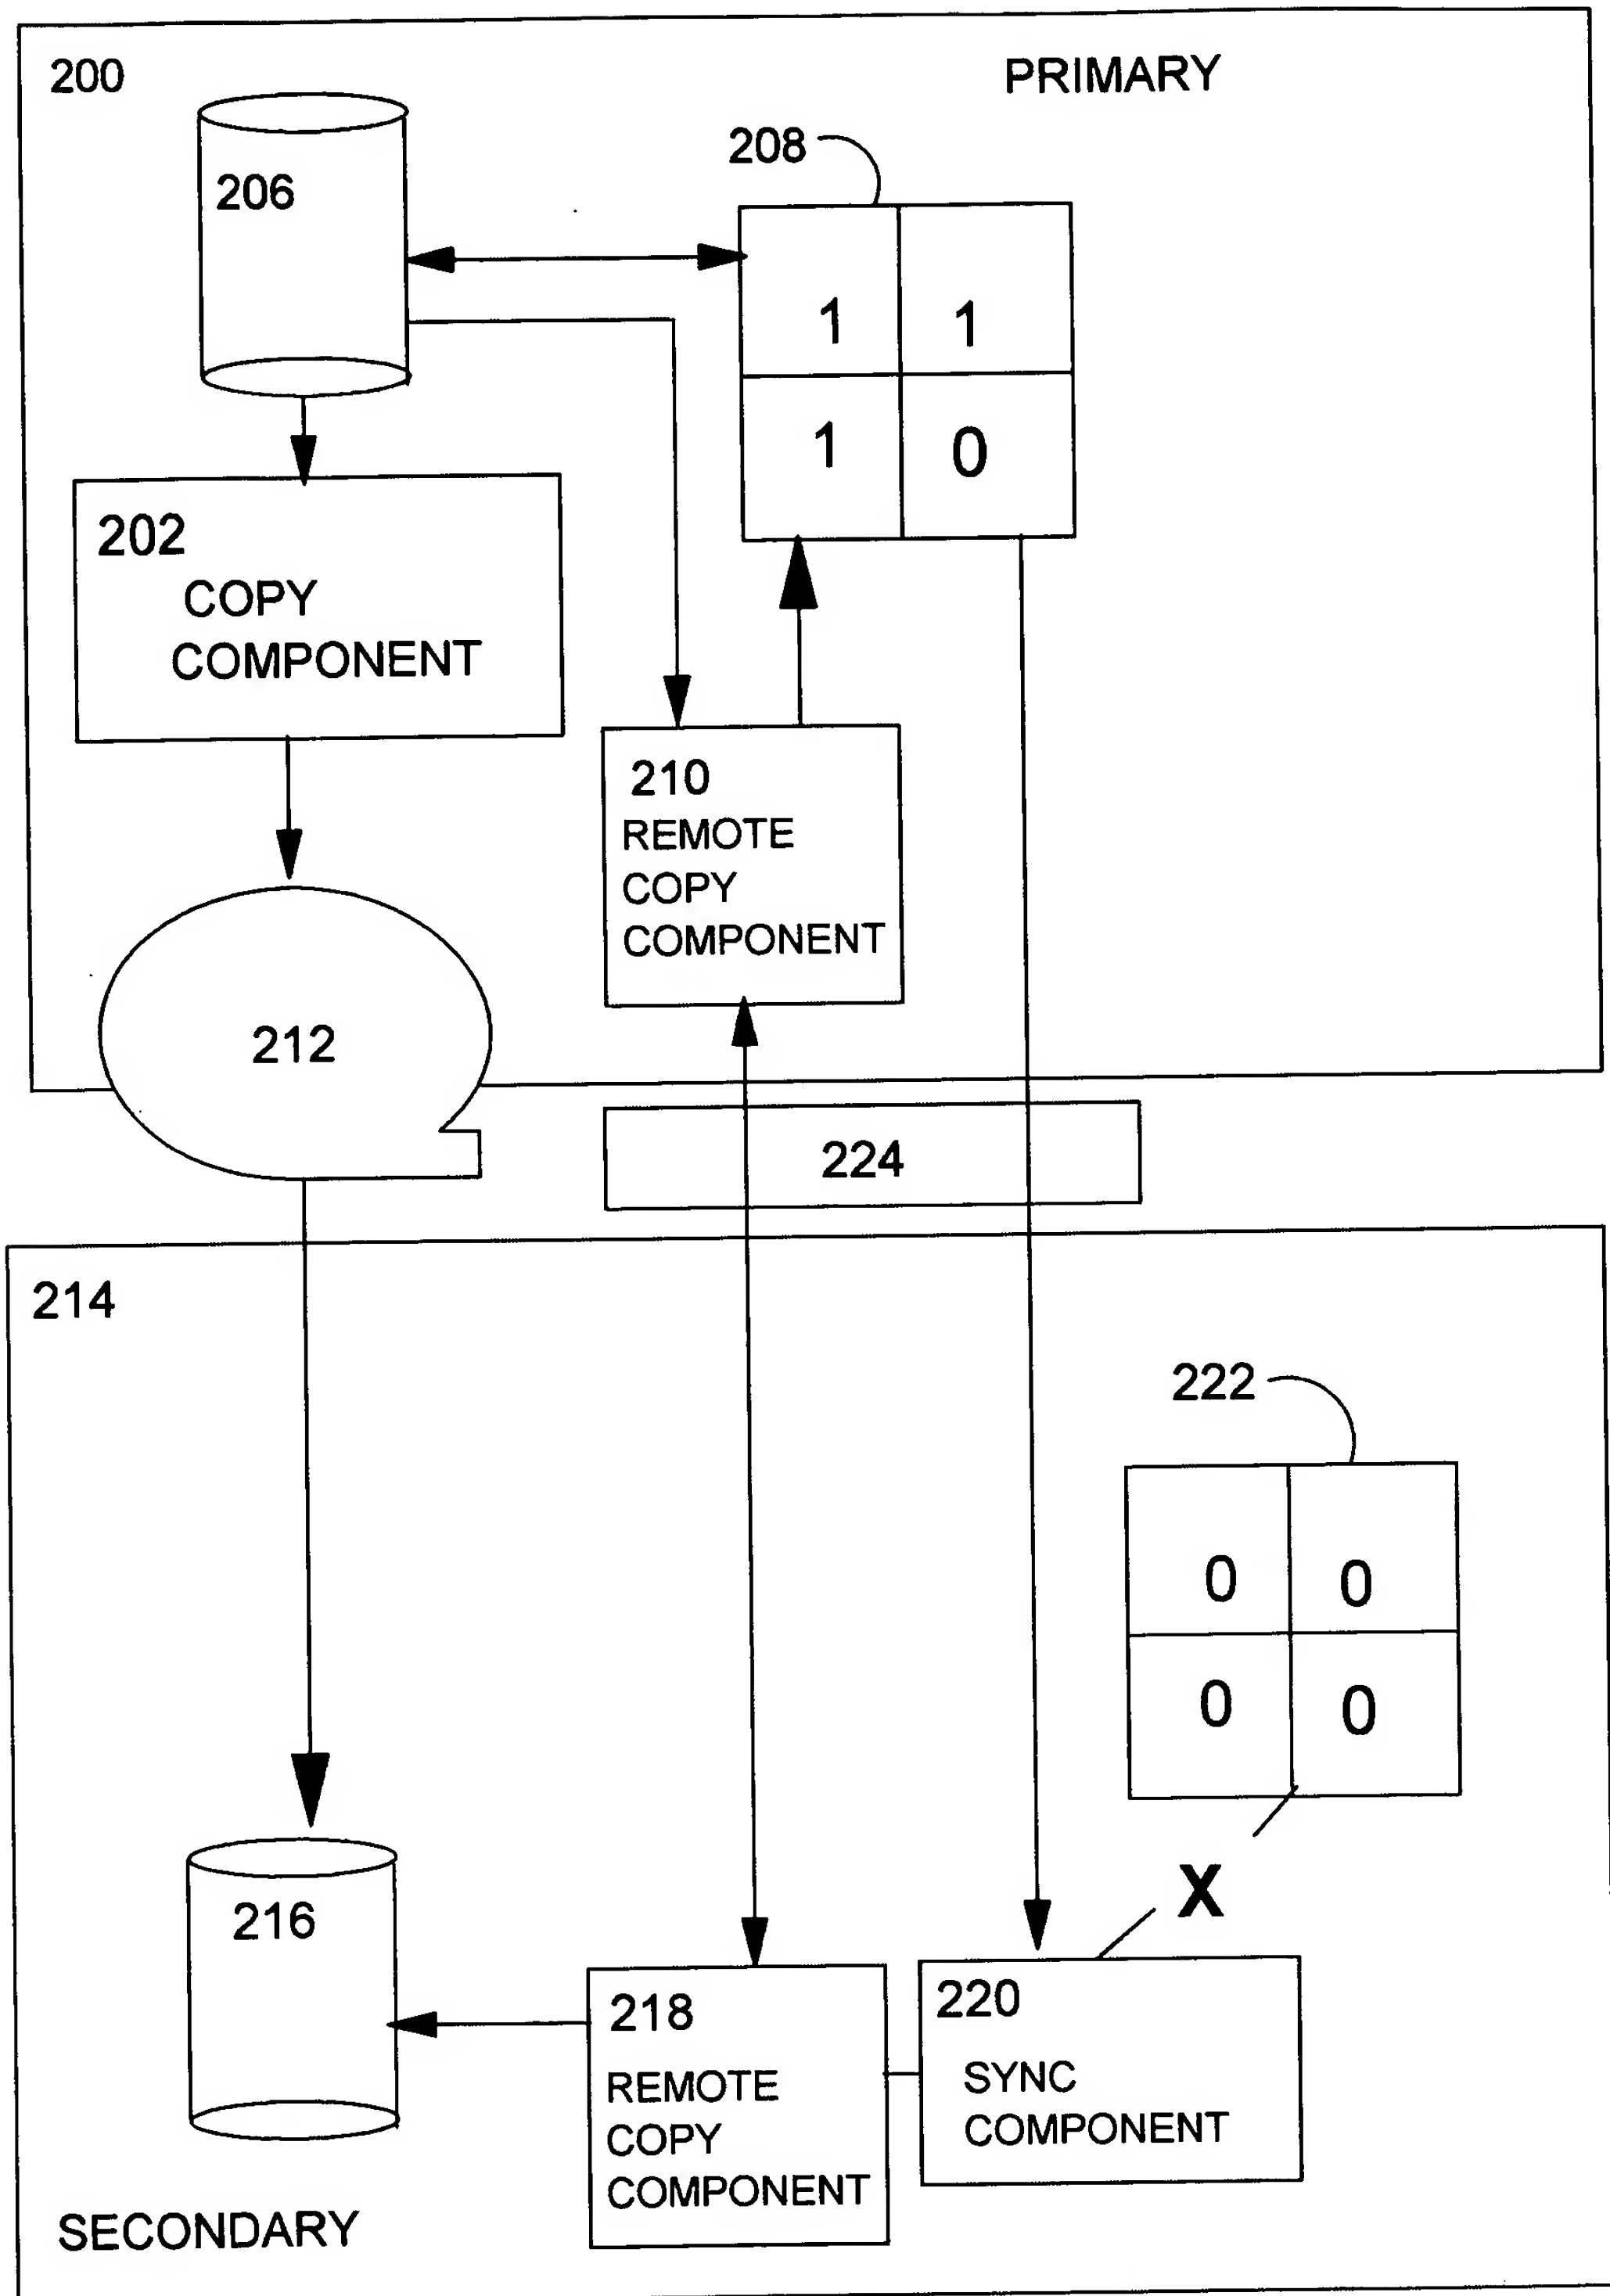 200
PRIMARY
206
208
1 1
1 0
202
COPY
COMPONENT
210
REMOTE
COPY
COMPONENT
212
224
214
222
0 0
0 0
X
216
218
REMOTE
COPY
COMPONENT
220
SYNC
COMPONENT
SECONDARY